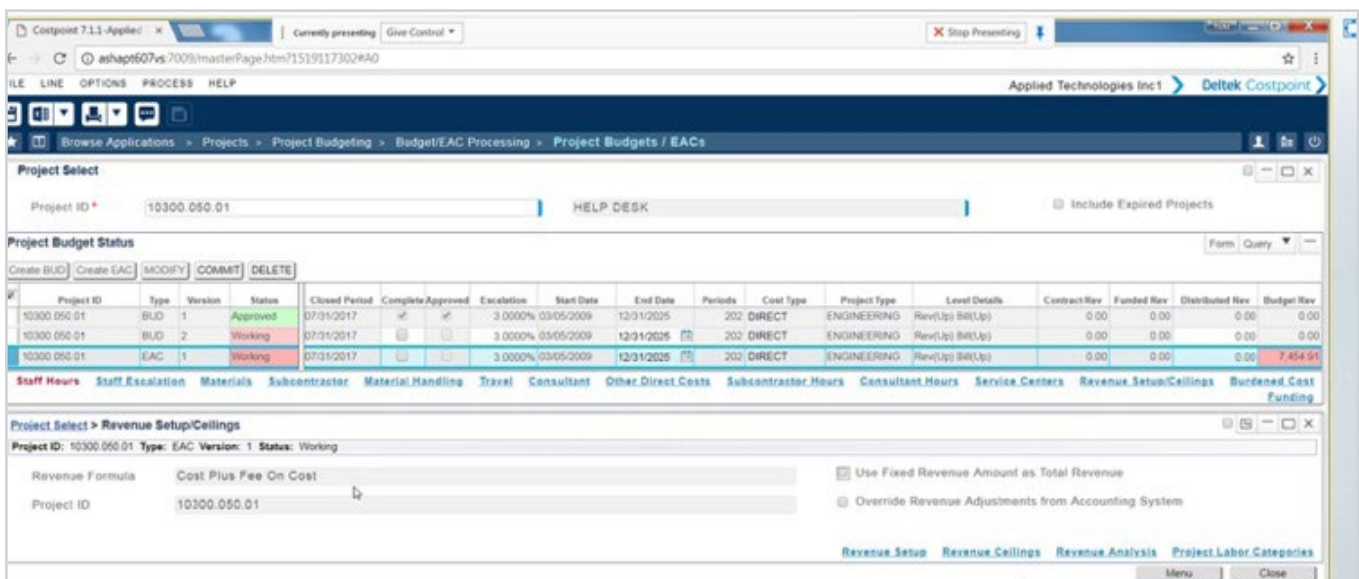 Costpoint 7.1.1-Applied × Currently presenting Give Control Stop Presenting
ashapt607vs:7009/masterPage.htm?1519117302#A0
ILE LINE OPTIONS PROCESS HELP Applied Technologies Inc1 Deltek Costpoint
Browse Applications > Projects > Project Budgeting > Budget/EAC Processing > Project Budgets / EACs
Project Select
Project ID * 10300.050.01 HELP DESK Include Expired Projects
Project Budget Status Form Query
Create BUD Create EAC MODIFY COMMIT DELETE
Project ID Type Version Status Closed Period Complete Approved Escalation Start Date End Date Periods Cost Type Project Type Level Details Contract Rev Funded Rev Distributed Rev Budget Rev
10300.050.01 BUD 1 Approved 07/31/2017 3.0000% 03/05/2009 12/31/2025 202 DIRECT ENGINEERING Rev(Up) Bill(Up) 0.00 0.00 0.00 0.00
10300.050.01 BUD 2 Working 07/31/2017 3.0000% 03/05/2009 12/31/2025 202 DIRECT ENGINEERING Rev(Up) Bill(Up) 0.00 0.00 0.00 0.00
10300.050.01 EAC 1 Working 07/31/2017 3.0000% 03/05/2009 12/31/2025 202 DIRECT ENGINEERING Rev(Up) Bill(Up) 0.00 0.00 0.00 7,454.91
Staff Hours Staff Escalation Materials Subcontractor Material Handling Travel Consultant Other Direct Costs Subcontractor Hours Consultant Hours Service Centers Revenue Setup/Ceilings Burdened Cost
Funding
Project Select > Revenue Setup/Ceilings
Project ID: 10300.050.01 Type: EAC Version: 1 Status: Working
Revenue Formula Cost Plus Fee On Cost Use Fixed Revenue Amount as Total Revenue
Project ID 10300.050.01 Override Revenue Adjustments from Accounting System
Revenue Setup Revenue Ceilings Revenue Analysis Project Labor Categories
Menu Close